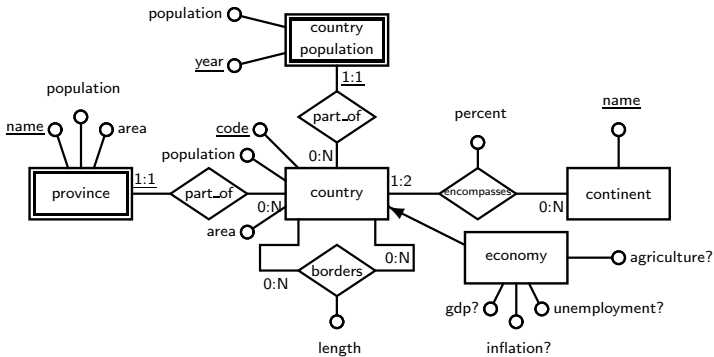 population
country
population
year
1:1
population
percent
name
name
area
code
part_of
population
0:N
province
1:1
part_of
0:N
country
1:2
encompasses
0:N
continent
area
economy
agriculture?
borders
0:N
0:N
gdp?
unemployment?
length
inflation?